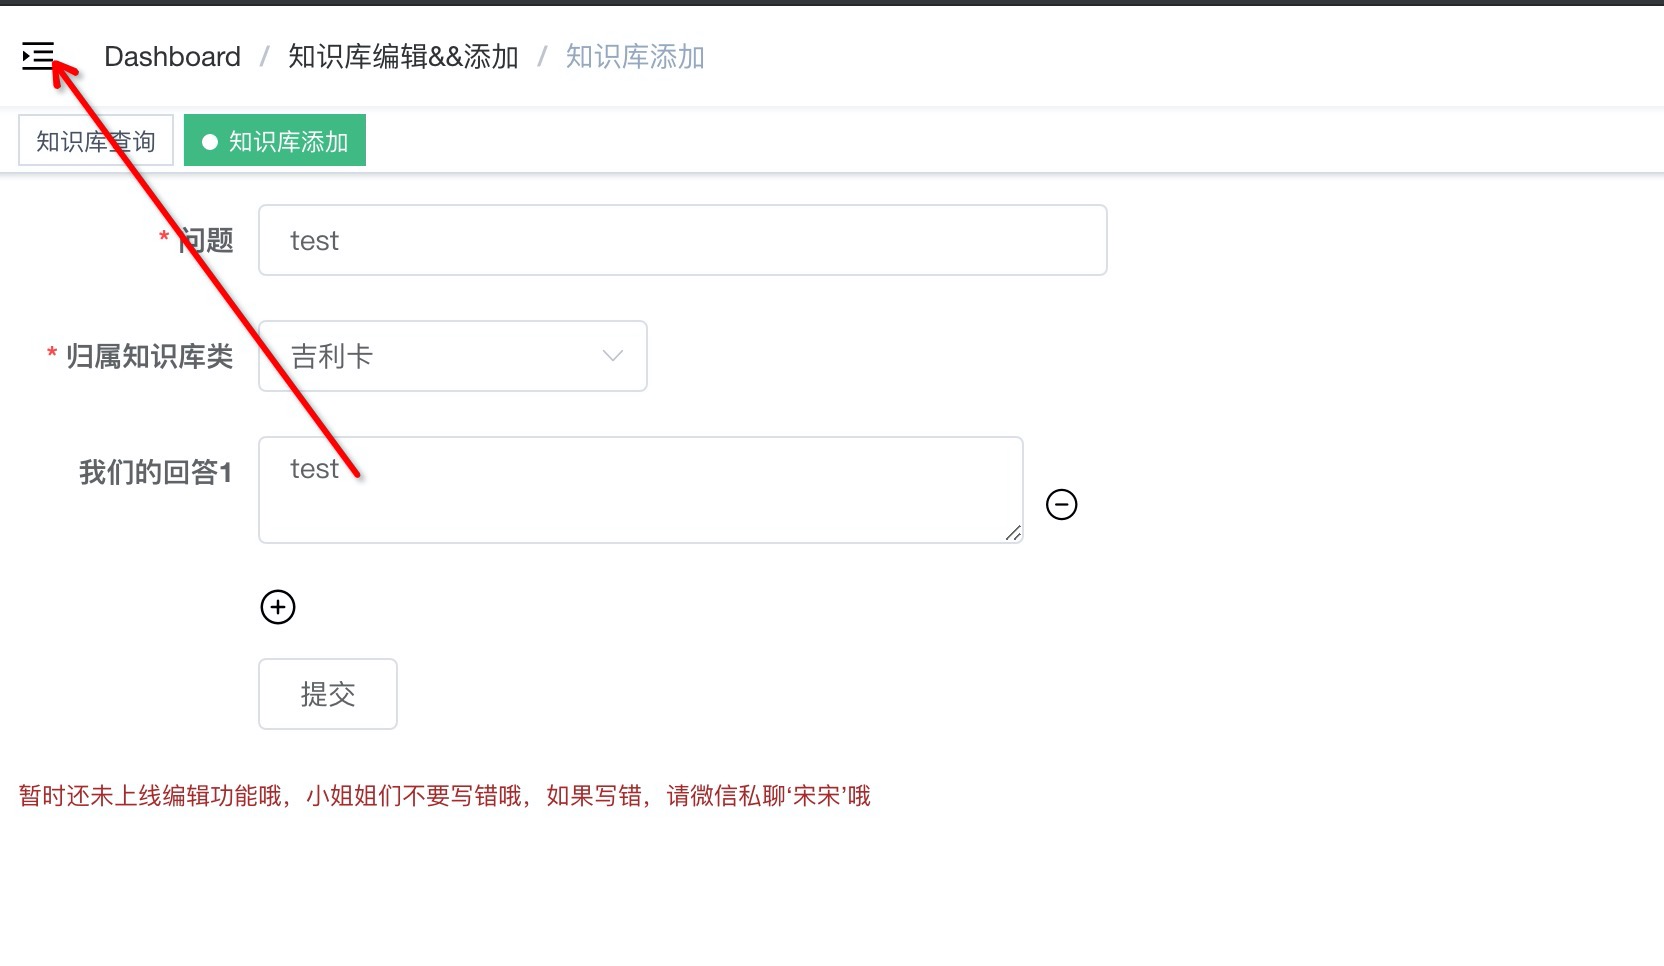 Dashboard / 知识库编辑&&添加 / 知识库添加
知识库查询 知识库添加
* 问题 test
* 归属知识库类 吉利卡
我们的回答1 test
提交
暂时还未上线编辑功能哦，小姐姐们不要写错哦，如果写错，请微信私聊‘宋宋’哦